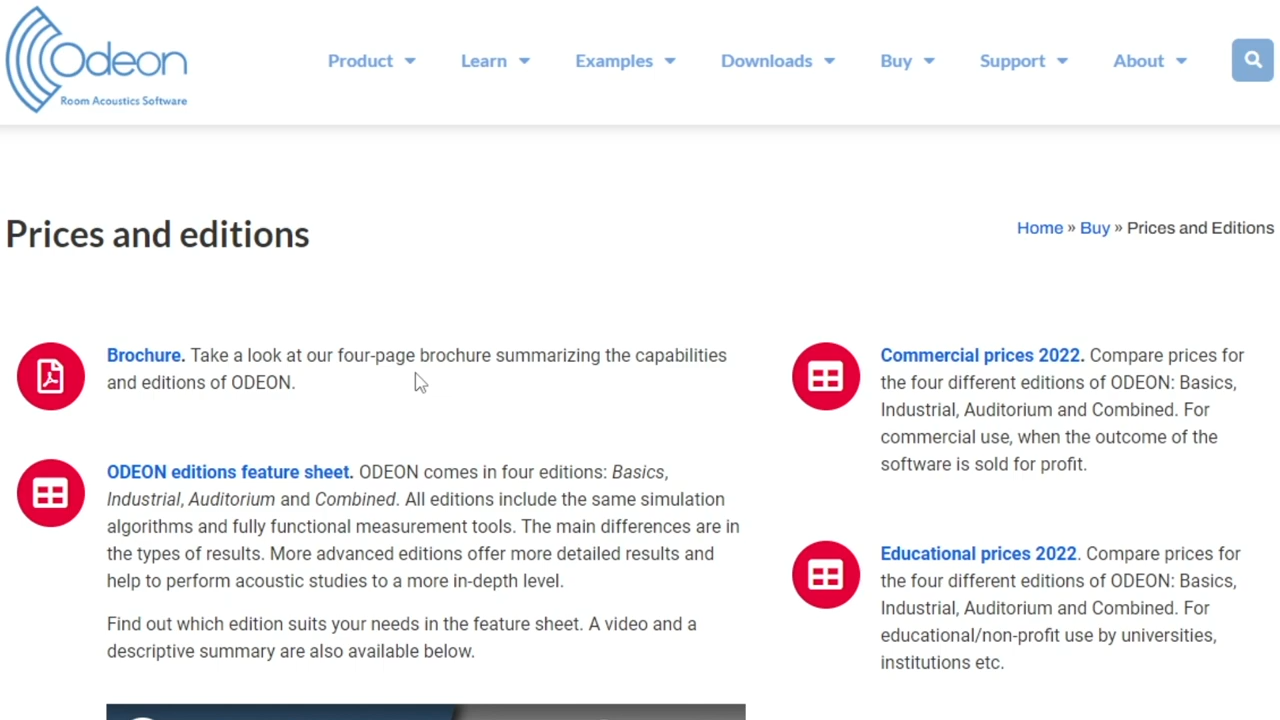 Odeon
Room Acoustics Software
Product
Learn
Examples
Downloads
Buy
Support
About
Prices and editions
Home » Buy » Prices and Editions
Brochure. Take a look at our four-page brochure summarizing the capabilities
and editions of ODEON.
ODEON editions feature sheet. ODEON comes in four editions: Basics,
Industrial, Auditorium and Combined. All editions include the same simulation
algorithms and fully functional measurement tools. The main differences are in
the types of results. More advanced editions offer more detailed results and
help to perform acoustic studies to a more in-depth level.
Find out which edition suits your needs in the feature sheet. A video and a
descriptive summary are also available below.
Commercial prices 2022. Compare prices for
the four different editions of ODEON: Basics,
Industrial, Auditorium and Combined. For
commercial use, when the outcome of the
software is sold for profit.
Educational prices 2022. Compare prices for
the four different editions of ODEON: Basics,
Industrial, Auditorium and Combined. For
educational/non-profit use by universities,
institutions etc.